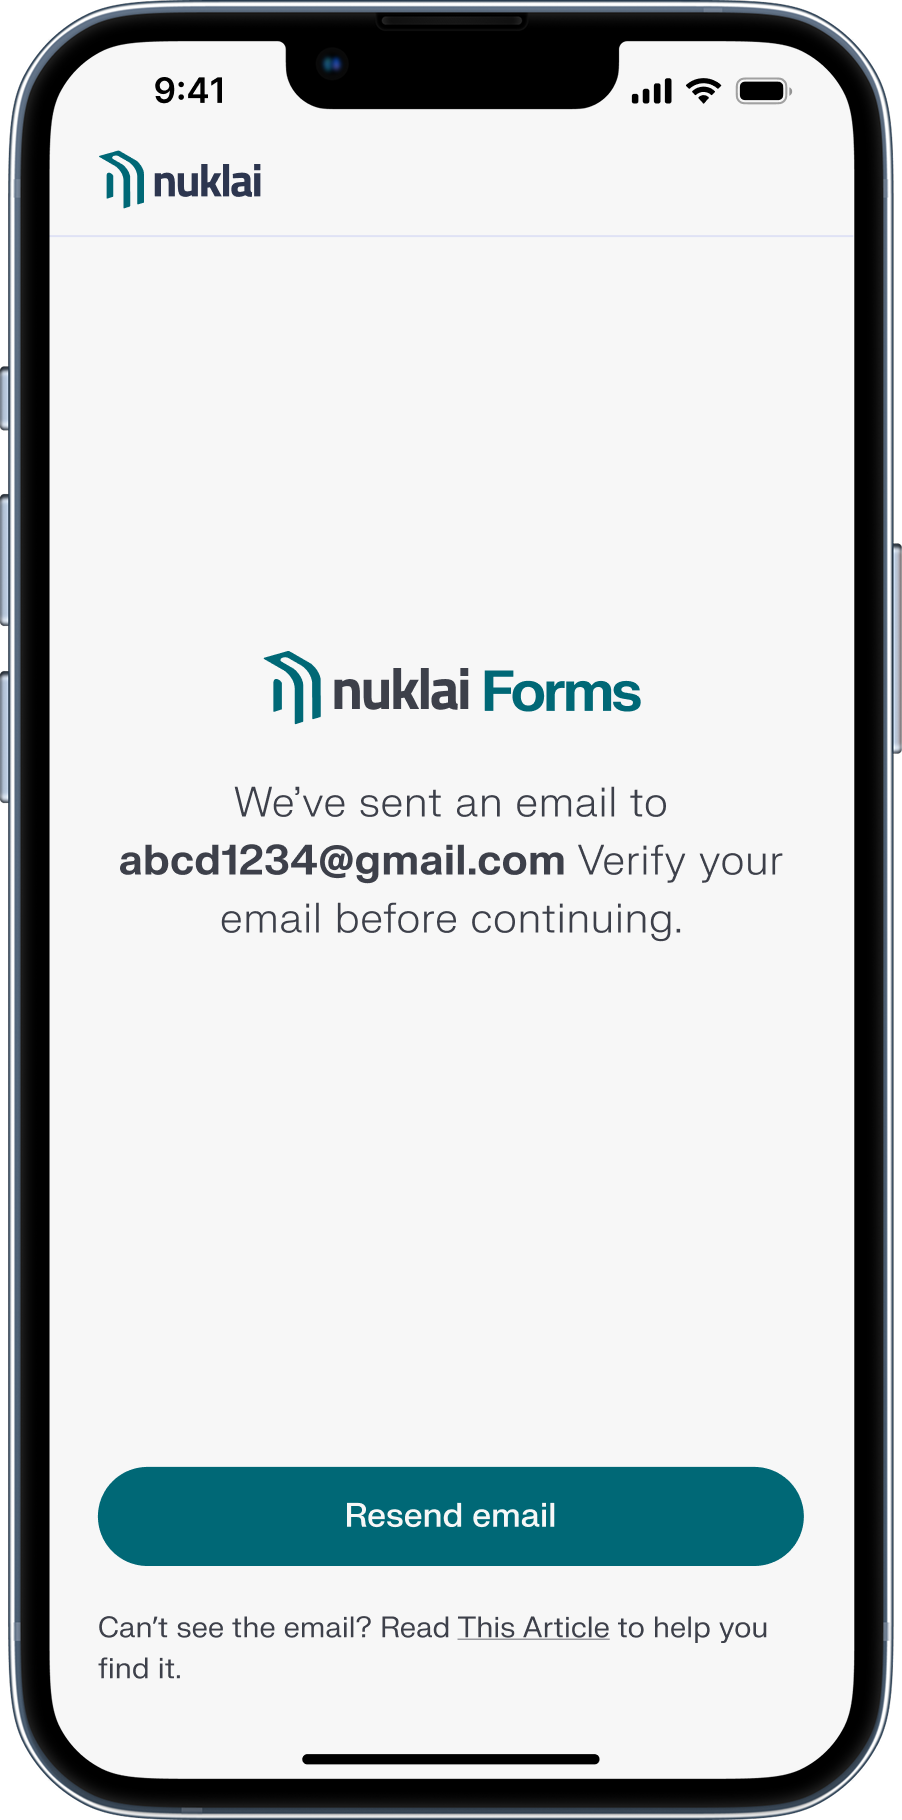 9:41
nuklai
nuklai Forms
We’ve sent an email to
abcd1234@gmail.com Verify your
email before continuing.
Resend email
Can’t see the email? Read This Article to help you
find it.